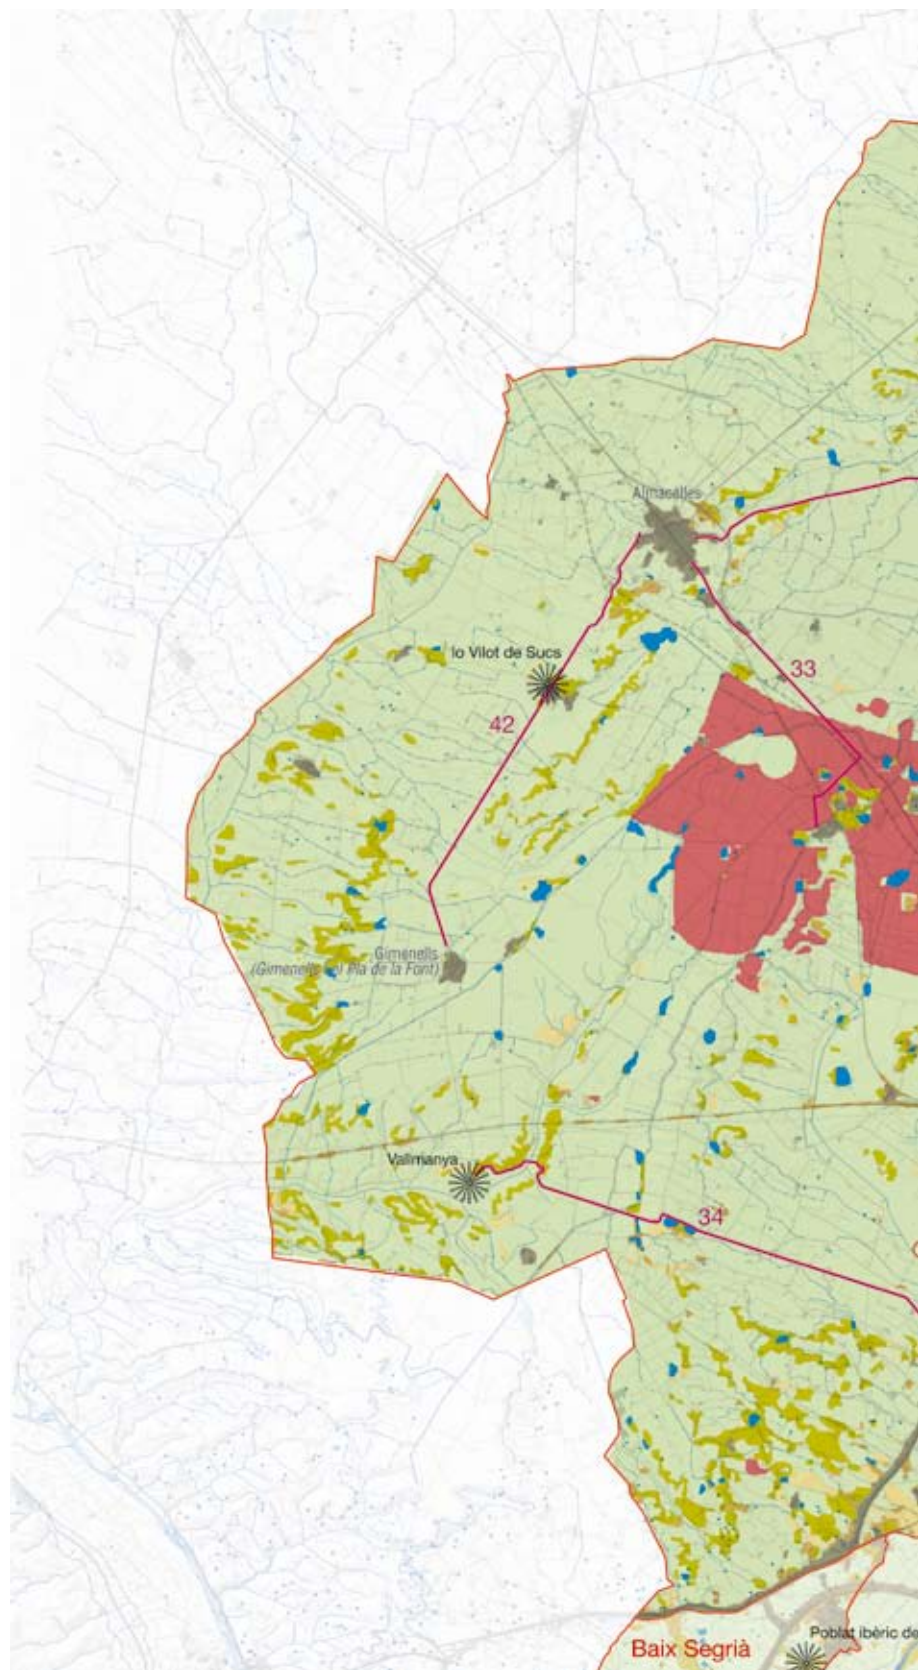 Almacelles
lo Vilot de Sucs
33
42
Gimenells
(Gimenells i el Pla de la Font)
Vallmanya
34
Poblat ibèric de
Baix Segrià